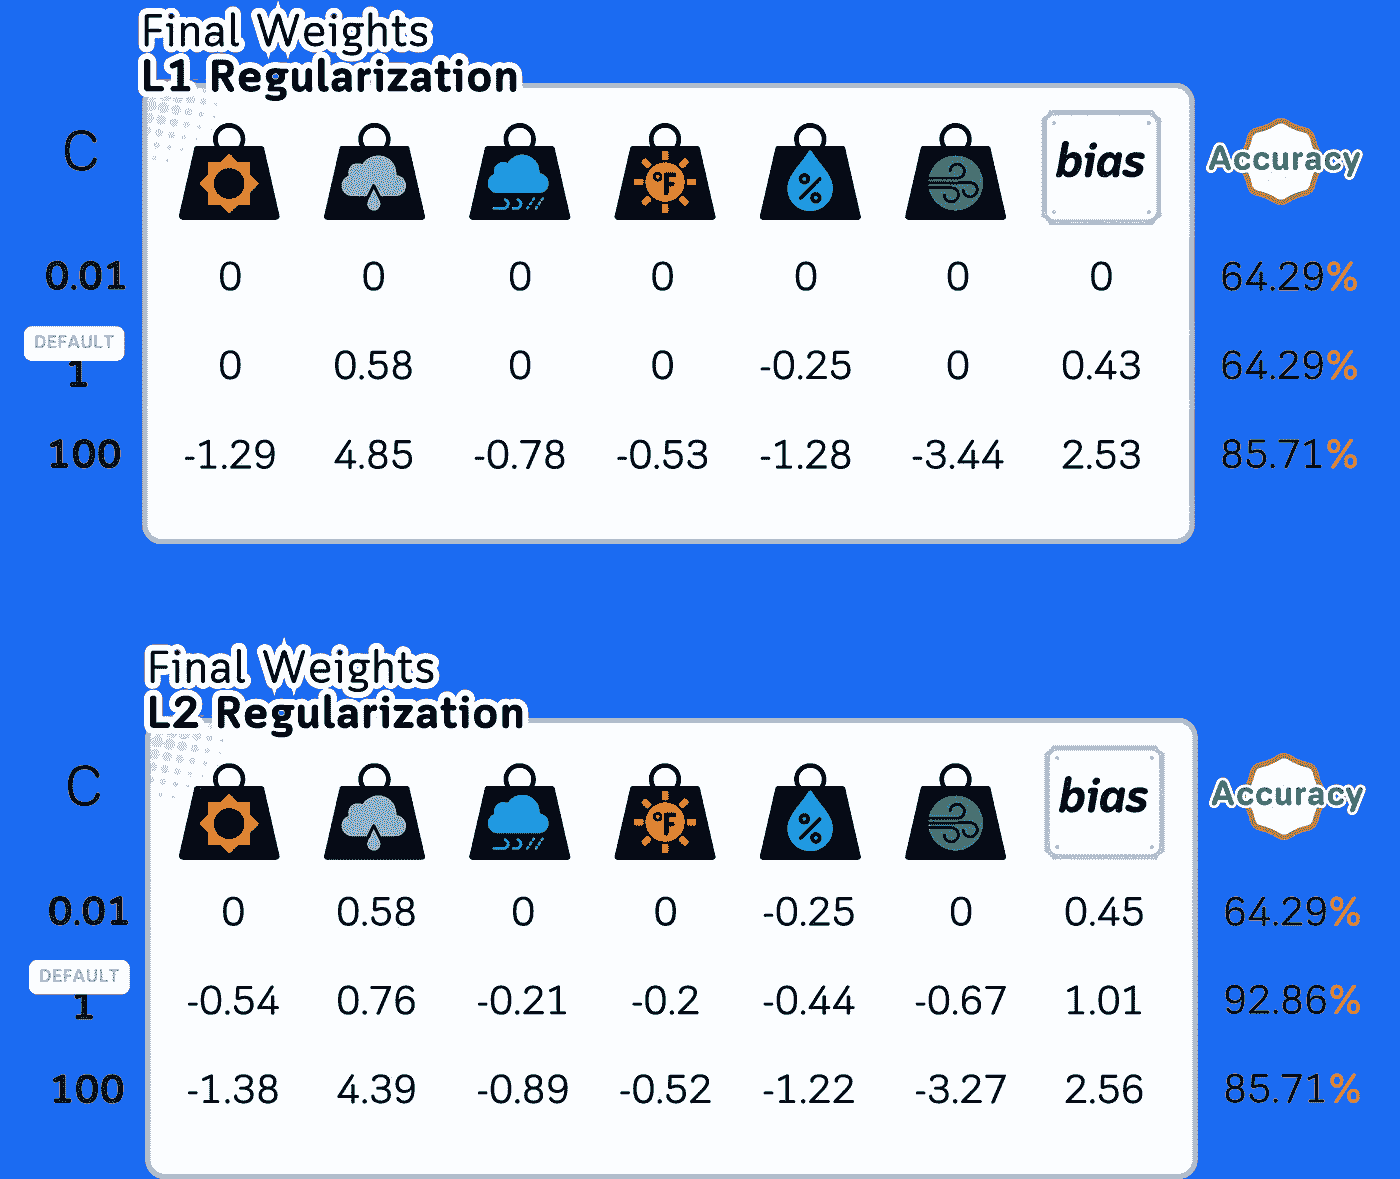 Final Weights
L1 Regularization
C °F % bias Accuracy
0.01 0 0 0 0 0 0 0 64.29%
DEFAULT
1 0 0.58 0 0 -0.25 0 0.43 64.29%
100 -1.29 4.85 -0.78 -0.53 -1.28 -3.44 2.53 85.71%
Final Weights
L2 Regularization
C °F % bias Accuracy
0.01 0 0.58 0 0 -0.25 0 0.45 64.29%
DEFAULT
1 -0.54 0.76 -0.21 -0.2 -0.44 -0.67 1.01 92.86%
100 -1.38 4.39 -0.89 -0.52 -1.22 -3.27 2.56 85.71%